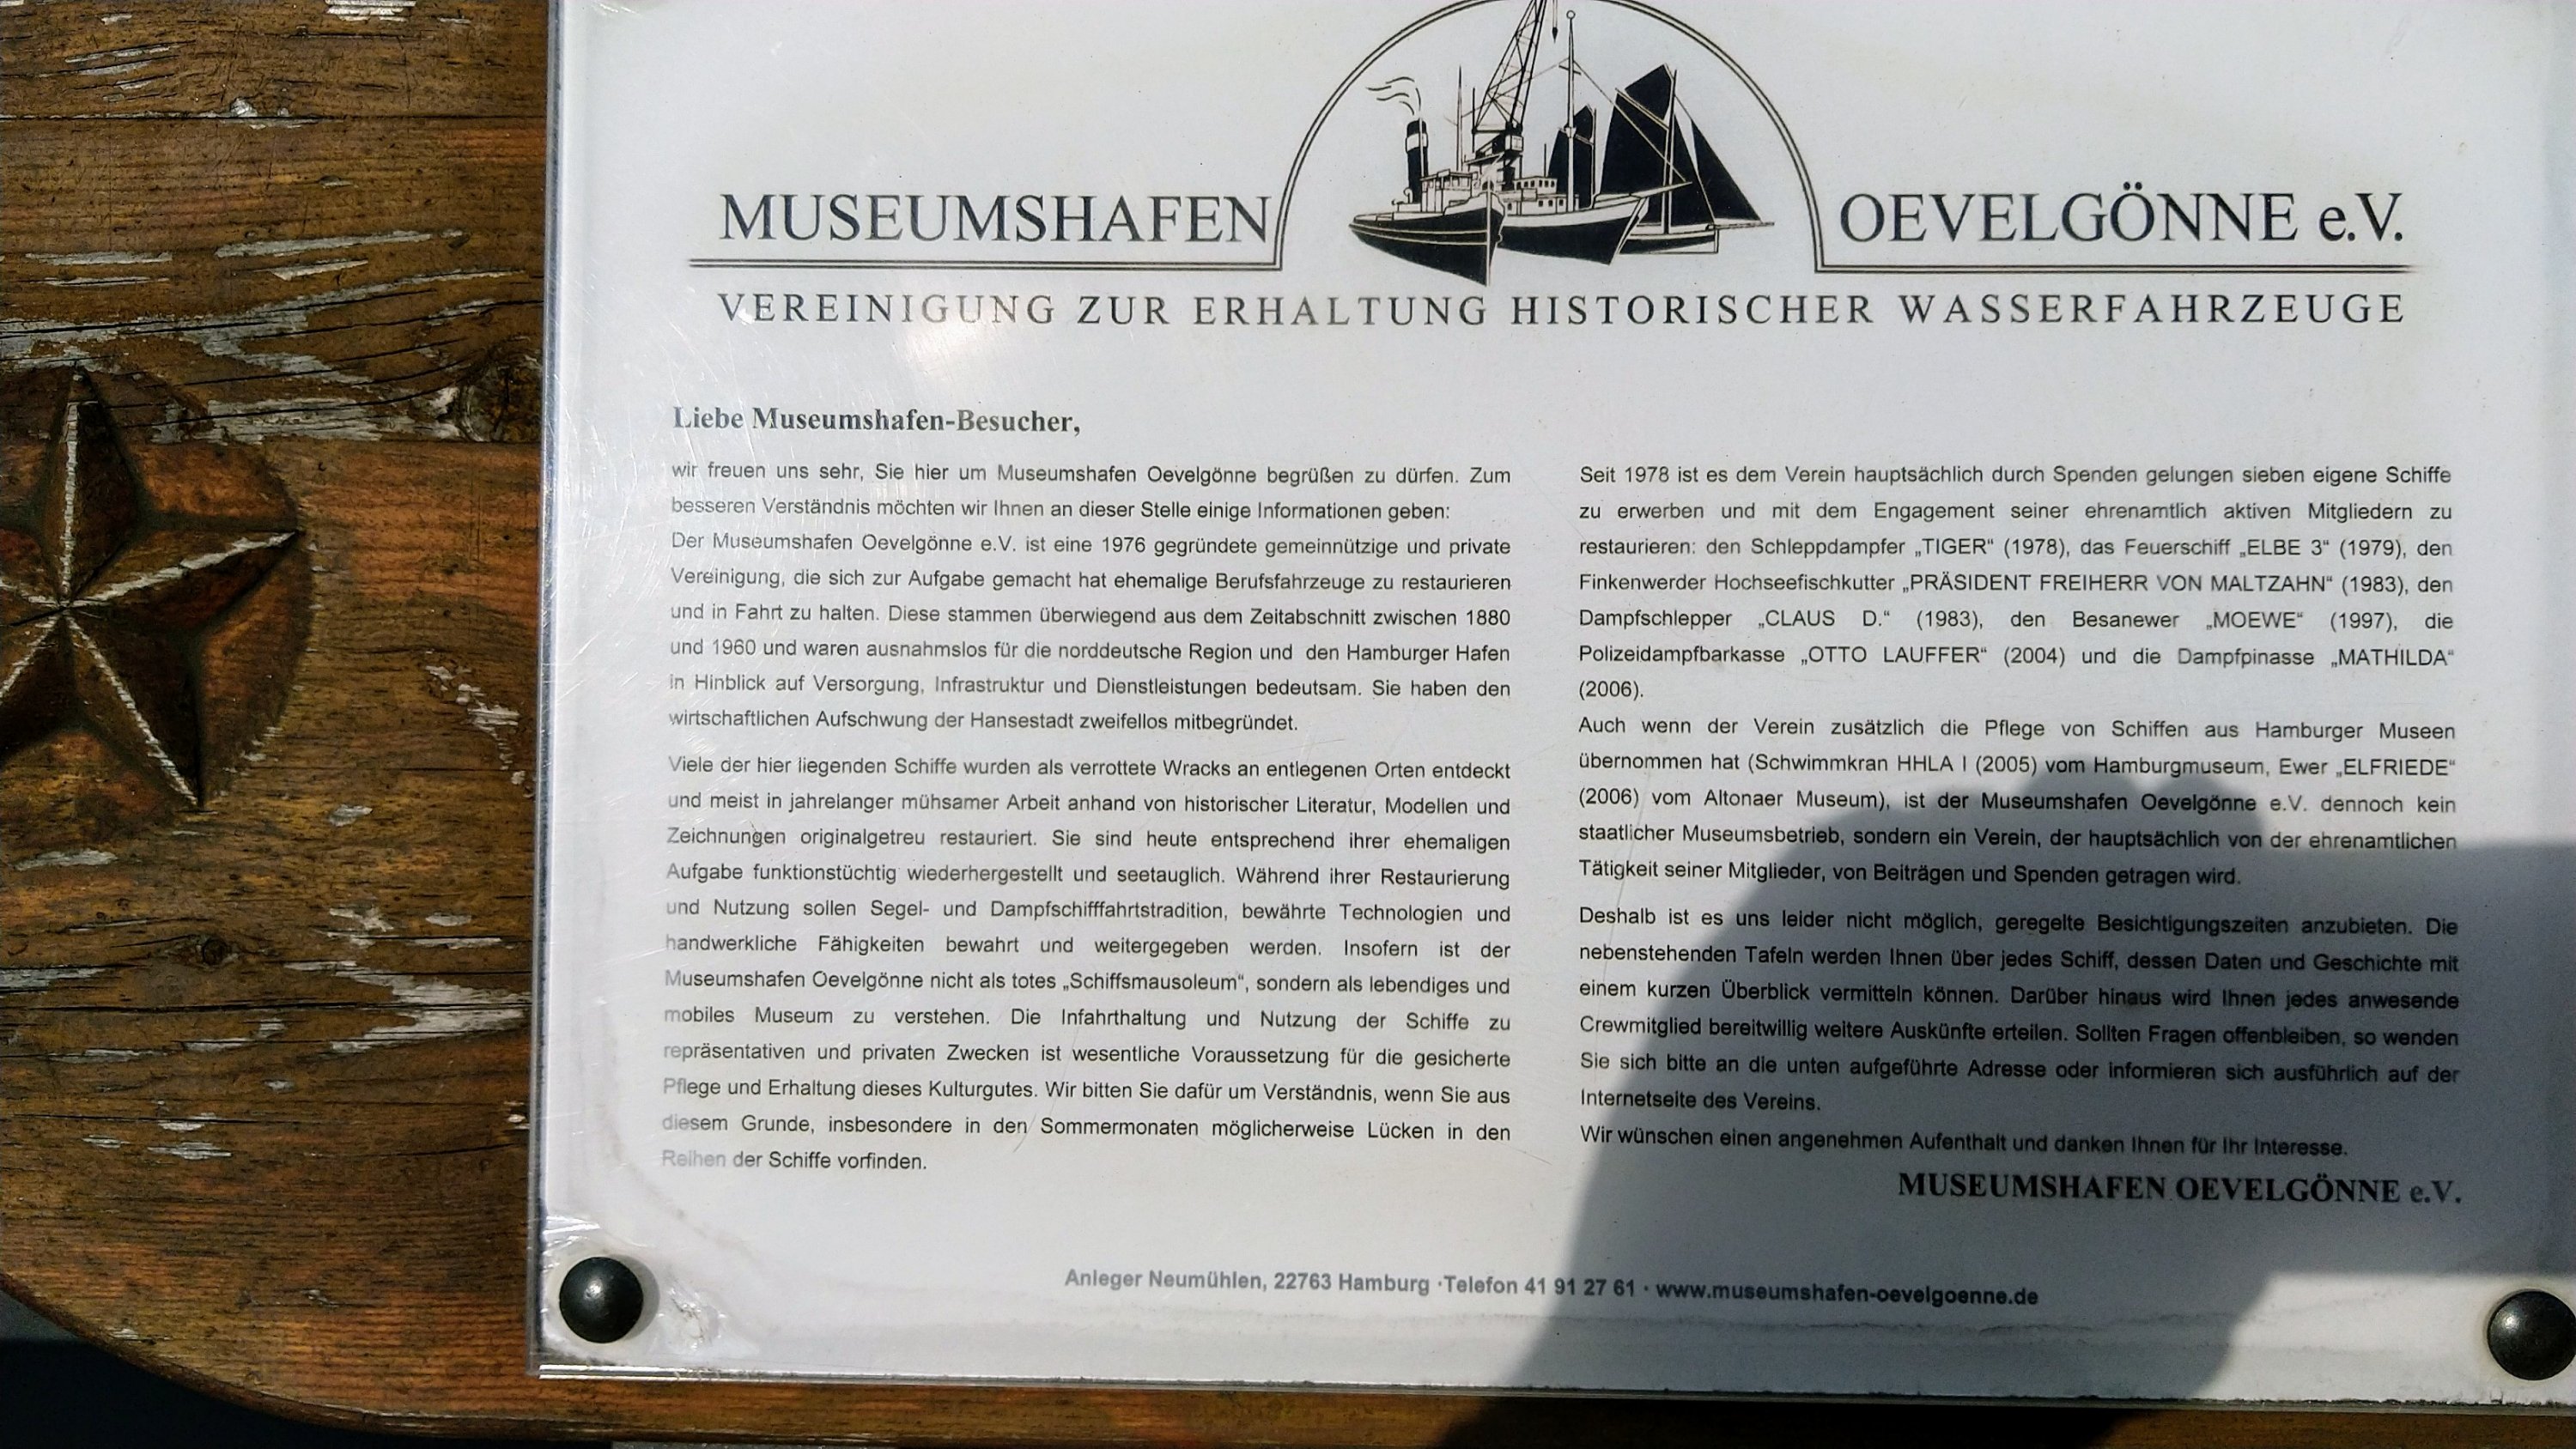 MUSEUMSHAFEN OEVELGÖNNE e.V.
VEREINIGUNG ZUR ERHALTUNG HISTORISCHER WASSERFAHRZEUGE
Liebe Museumshafen-Besucher,
wir freuen uns sehr, Sie hier um Museumshafen Oevelgönne begrüßen zu dürfen. Zum
besseren Verständnis möchten wir Ihnen an dieser Stelle einige Informationen geben:
Der Museumshafen Oevelgönne e.V. ist eine 1976 gegründete gemeinnützige und private
Vereinigung, die sich zur Aufgabe gemacht hat ehemalige Berufsfahrzeuge zu restaurieren
und in Fahrt zu halten. Diese stammen überwiegend aus dem Zeitabschnitt zwischen 1880
und 1960 und waren ausnahmslos für die norddeutsche Region und den Hamburger Hafen
in Hinblick auf Versorgung, Infrastruktur und Dienstleistungen bedeutsam. Sie haben den
wirtschaftlichen Aufschwung der Hansestadt zweifellos mitbegründet.
Viele der hier liegenden Schiffe wurden als verrottete Wracks an entlegenen Orten entdeckt
und meist in jahrelanger mühsamer Arbeit anhand von historischer Literatur, Modellen und
Zeichnungen originalgetreu restauriert. Sie sind heute entsprechend ihrer ehemaligen
Aufgabe funktionstüchtig wiederhergestellt und seetauglich. Während ihrer Restaurierung
und Nutzung sollen Segel- und Dampfschifffahrtstradition, bewährte Technologien und
handwerkliche Fähigkeiten bewahrt und weitergegeben werden. Insofern ist der
Museumshafen Oevelgönne nicht als totes „Schiffsmausoleum“, sondern als lebendiges und
mobiles Museum zu verstehen. Die Infahrthaltung und Nutzung der Schiffe zu
repräsentativen und privaten Zwecken ist wesentliche Voraussetzung für die gesicherte
Pflege und Erhaltung dieses Kulturgutes. Wir bitten Sie dafür um Verständnis, wenn Sie aus
diesem Grunde, insbesondere in den Sommermonaten möglicherweise Lücken in den
Reihen der Schiffe vorfinden.
Seit 1978 ist es dem Verein hauptsächlich durch Spenden gelungen sieben eigene Schiffe
zu erwerben und mit dem Engagement seiner ehrenamtlich aktiven Mitgliedern zu
restaurieren: den Schleppdampfer „TIGER“ (1978), das Feuerschiff „ELBE 3“ (1979), den
Finkenwerder Hochseefischkutter „PRÄSIDENT FREIHERR VON MALTZAHN“ (1983), den
Dampfschlepper „CLAUS D.“ (1983), den Besanewer „MOEWE“ (1997), die
Polizeidampfbarkasse „OTTO LAUFFER“ (2004) und die Dampfpinasse „MATHILDA“
(2006).
Auch wenn der Verein zusätzlich die Pflege von Schiffen aus Hamburger Museen
übernommen hat (Schwimmkran HHLA I (2005) vom Hamburgmuseum, Ewer „ELFRIEDE“
(2006) vom Altonaer Museum), ist der Museumshafen Oevelgönne e.V. dennoch kein
staatlicher Museumsbetrieb, sondern ein Verein, der hauptsächlich von der ehrenamtlichen
Tätigkeit seiner Mitglieder, von Beiträgen und Spenden getragen wird.
Deshalb ist es uns leider nicht möglich, geregelte Besichtigungszeiten anzubieten. Die
nebenstehenden Tafeln werden Ihnen über jedes Schiff, dessen Daten und Geschichte mit
einem kurzen Überblick vermitteln können. Darüber hinaus wird Ihnen jedes anwesende
Crewmitglied bereitwillig weitere Auskünfte erteilen. Sollten Fragen offenbleiben, so wenden
Sie sich bitte an die unten aufgeführte Adresse oder informieren sich ausführlich auf der
Internetseite des Vereins.
Wir wünschen einen angenehmen Aufenthalt und danken Ihnen für Ihr Interesse.
MUSEUMSHAFEN OEVELGÖNNE e.V.
Anleger Neumühlen, 22763 Hamburg · Telefon 41 91 27 61 · www.museumshafen-oevelgoenne.de